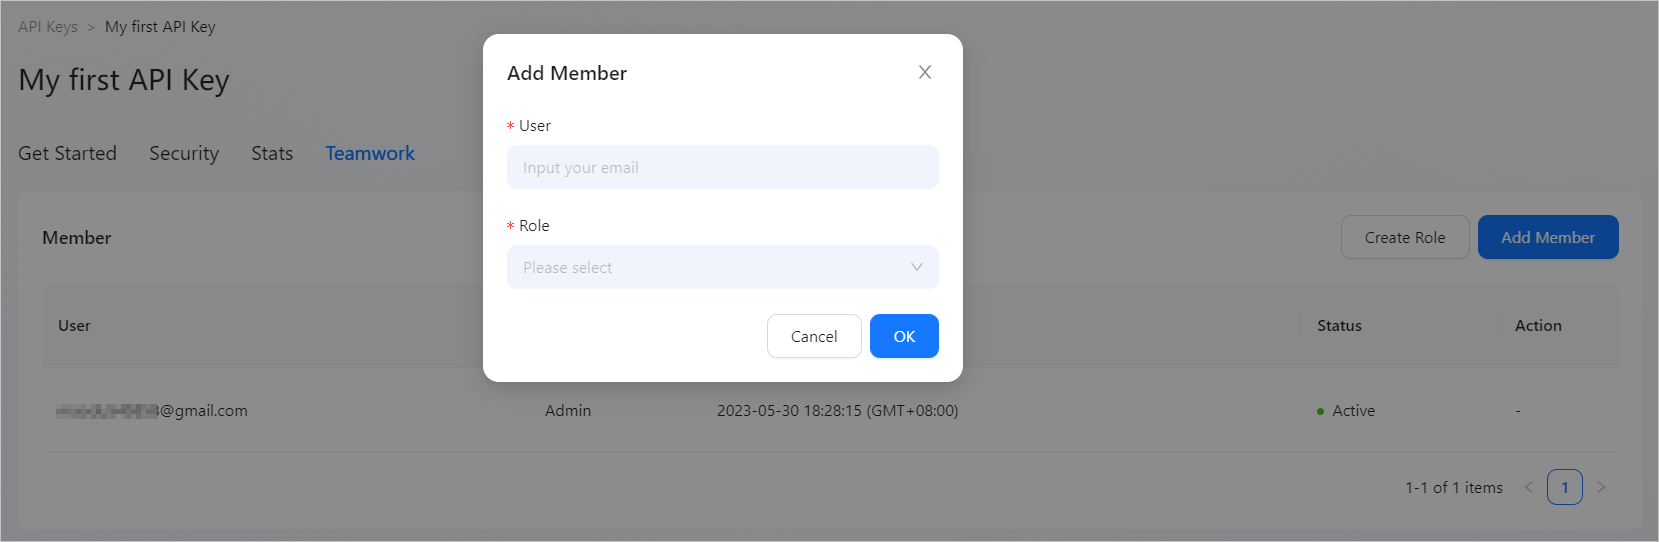 API Keys > My first API Key
My first API Key
Get Started Security Stats Teamwork
Member
Create Role
Add Member
User
Status
Action
@gmail.com
Admin
2023-05-30 18:28:15 (GMT+08:00)
Active
-
1-1 of 1 items
< 1 >
Add Member
* User
Input your email
* Role
Please select
Cancel
OK